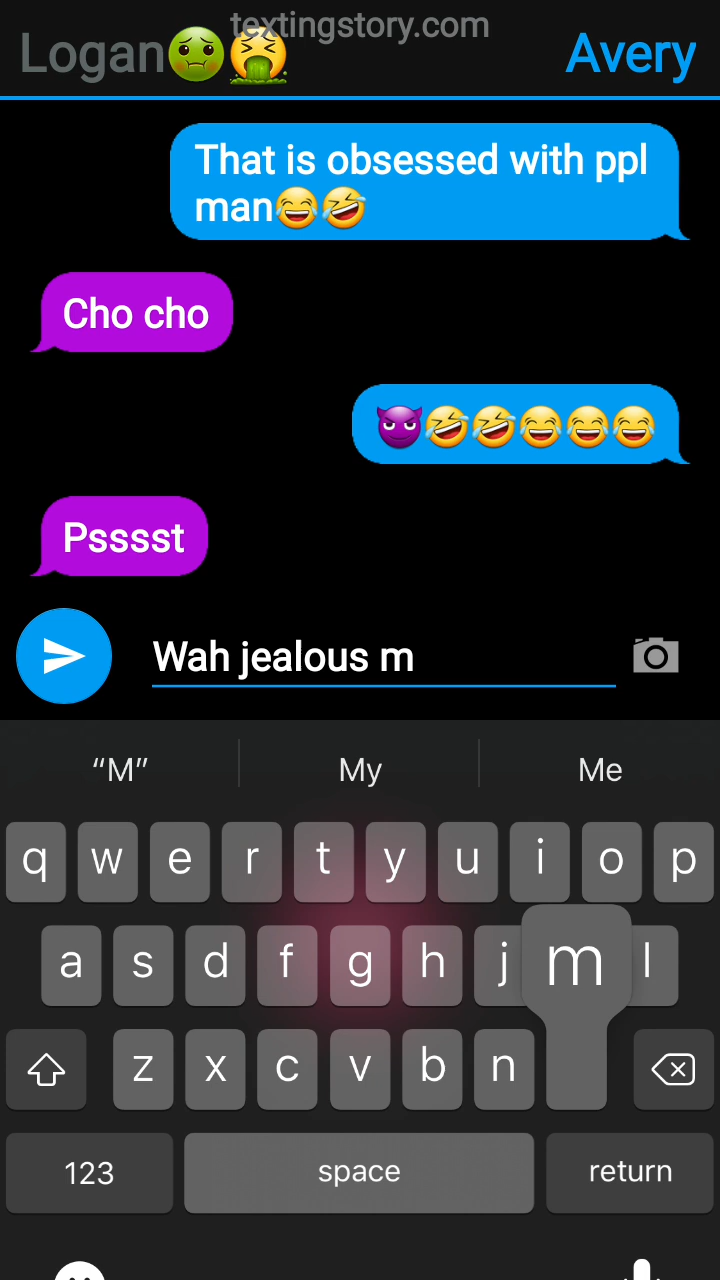 textingstory.com
Logan🤢🤮 Avery
That is obsessed with ppl
man😂🤣
Cho cho
😈🤣🤣😂😂😂
Psssst
Wah jealous m
“M” My Me
q w e r t y u i o p
a s d f g h j m l
z x c v b n
123 space return